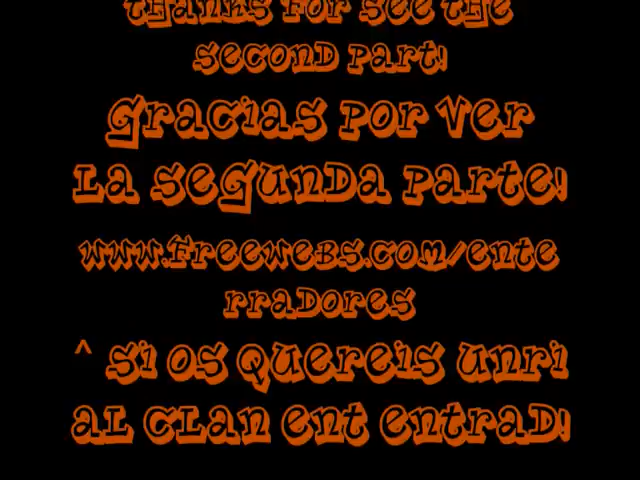 thanks for see the
second part!
Gracias por ver
la segunda parte!
www.Freewebs.com/ente
rradores
^ si os quereis unri
al clan ent entrad!